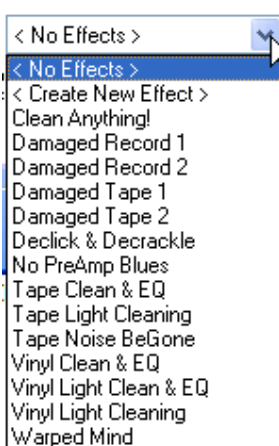 < No Effects >
< No Effects >
< Create New Effect >
Clean Anything!
Damaged Record 1
Damaged Record 2
Damaged Tape 1
Damaged Tape 2
Declick & Decrackle
No PreAmp Blues
Tape Clean & EQ
Tape Light Cleaning
Tape Noise BeGone
Vinyl Clean & EQ
Vinyl Light Clean & EQ
Vinyl Light Cleaning
Warped Mind